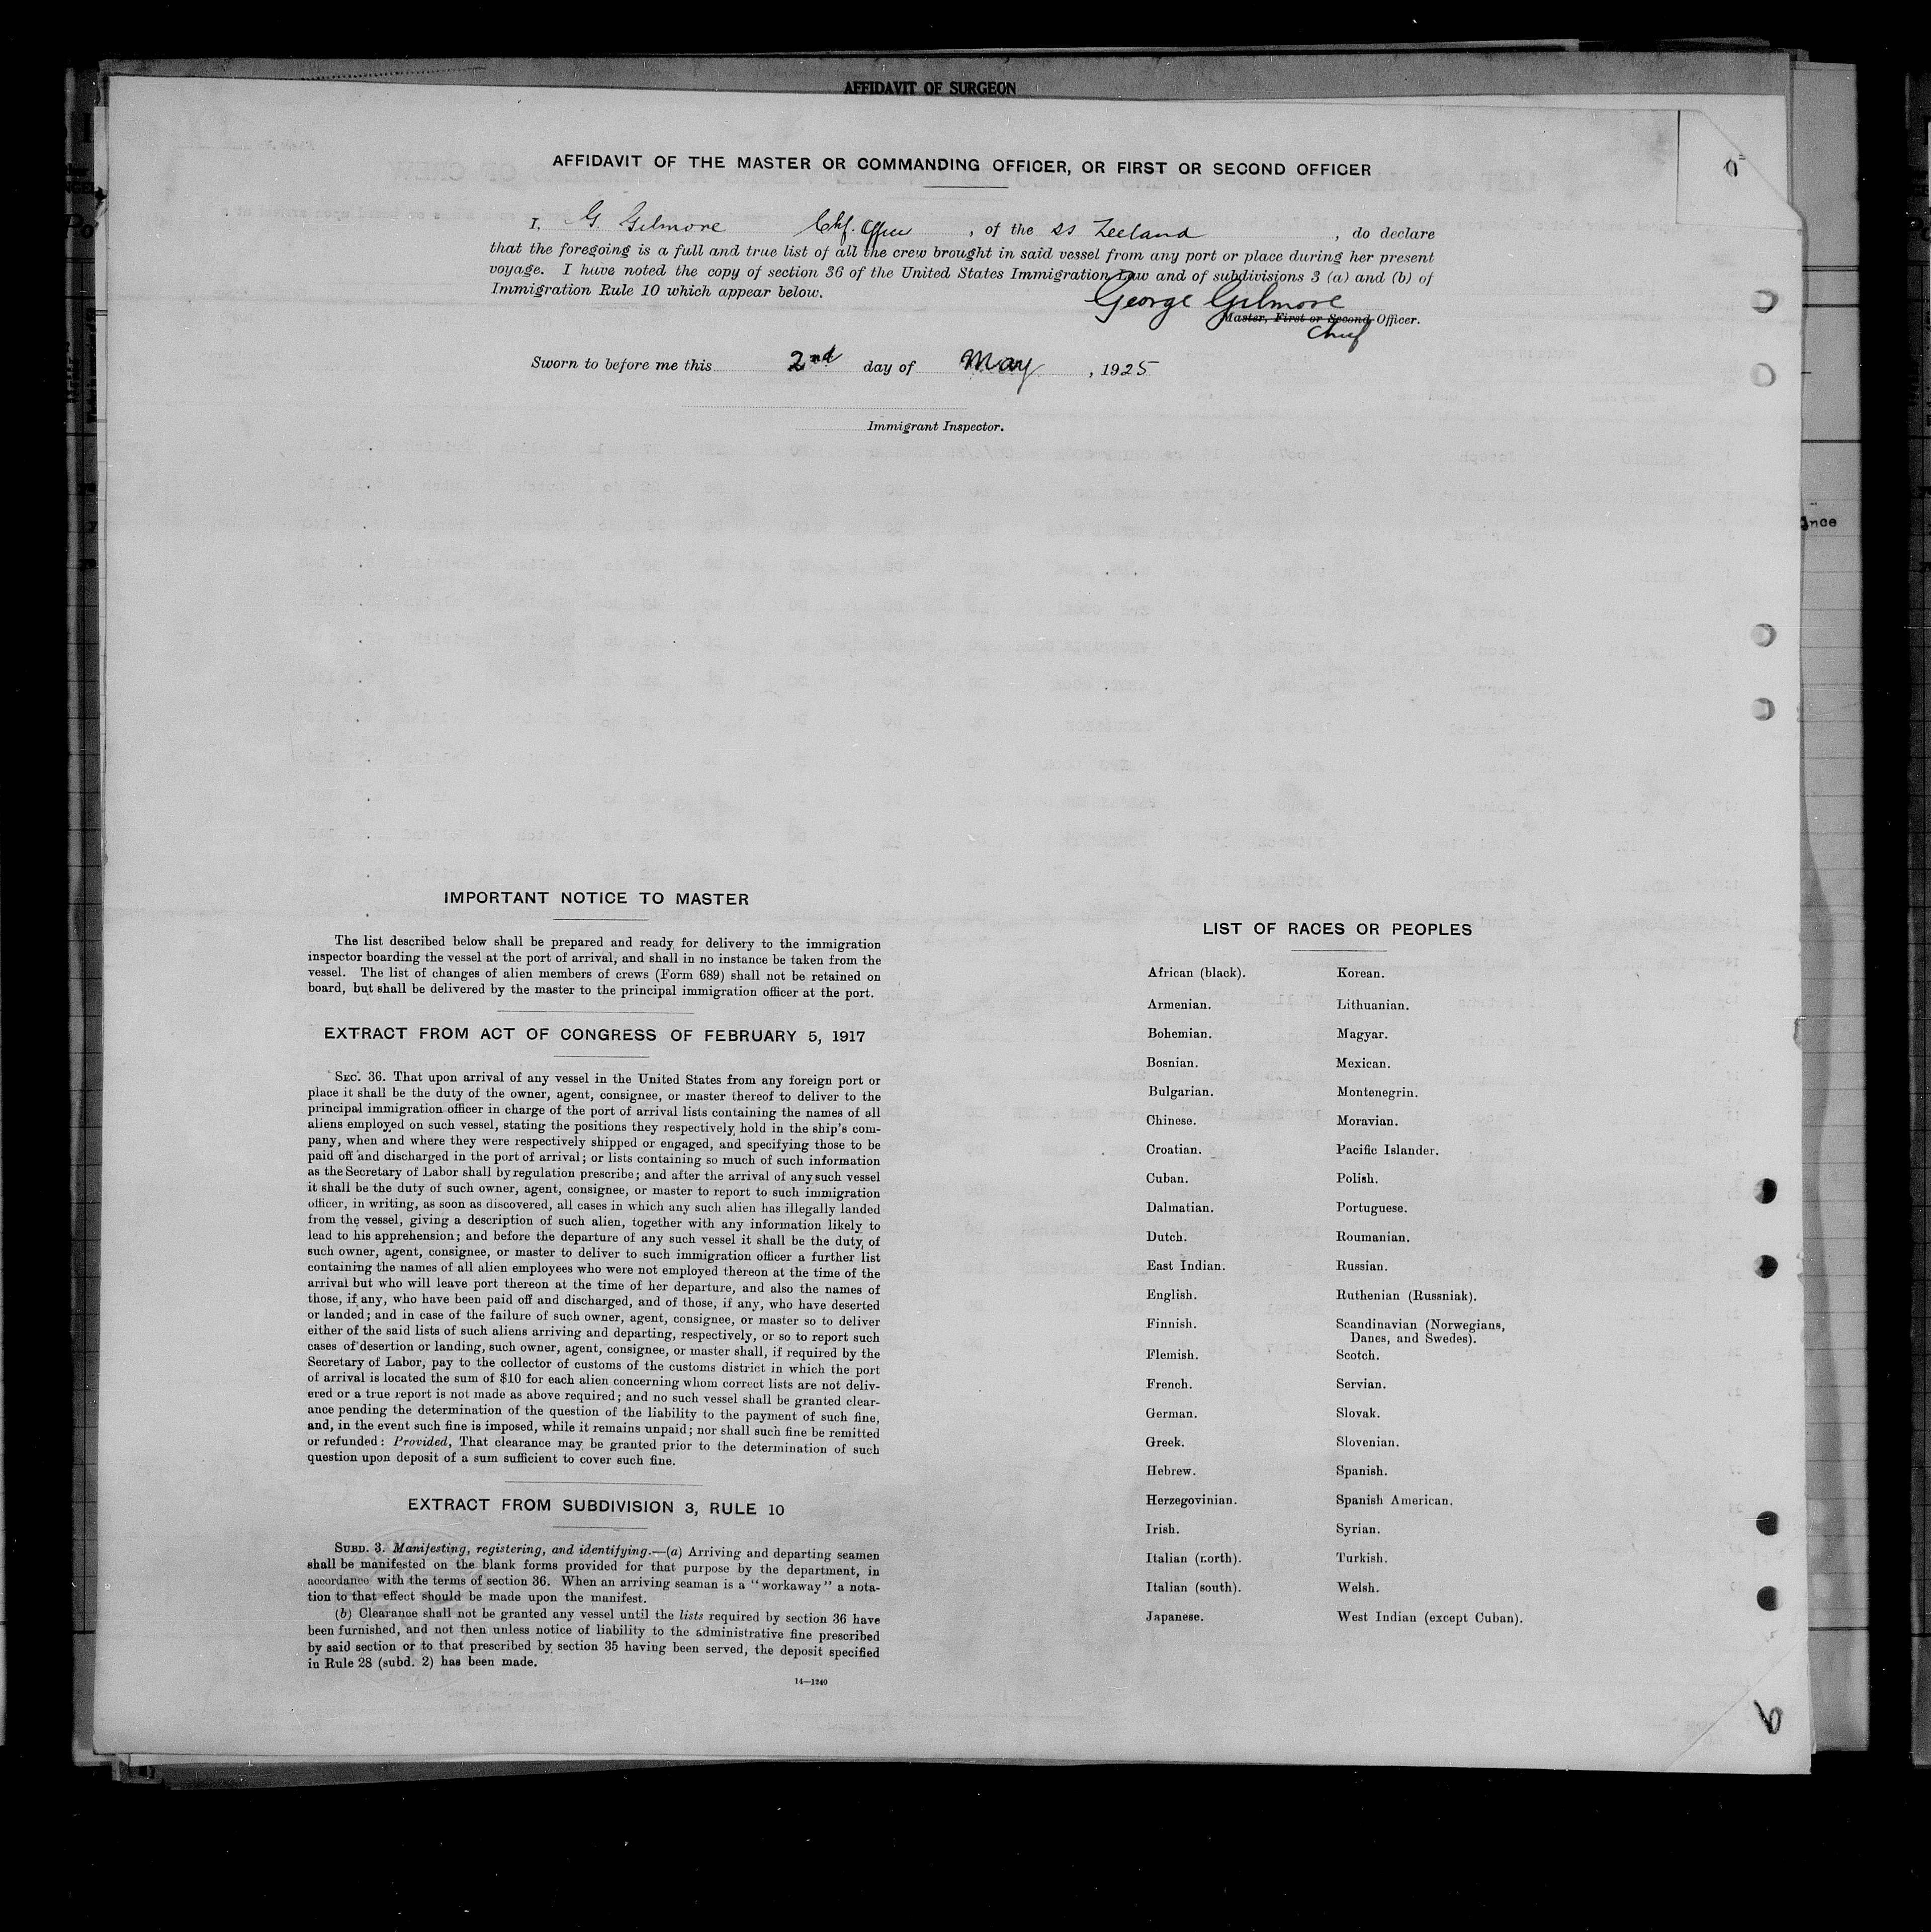 AFFIDAVIT OF SURGEON
AFFIDAVIT OF THE MASTER OR COMMANDING OFFICER, OR FIRST OR SECOND OFFICER
I, G Gilmore Chf. Officer, of the SS Zeeland, do declare
that the foregoing is a full and true list of all the crew brought in said vessel from any port or place during her present
voyage. I have noted the copy of section 36 of the United States Immigration Law and of subdivisions 3 (a) and (b) of
Immigration Rule 10 which appear below.
George Gilmore
Master, First or Second Officer.
Chief
Sworn to before me this 2nd day of May, 1925
Immigrant Inspector.
IMPORTANT NOTICE TO MASTER
The list described below shall be prepared and ready for delivery to the immigration
inspector boarding the vessel at the port of arrival, and shall in no instance be taken from the
vessel. The list of changes of alien members of crews (Form 689) shall not be retained on
board, but shall be delivered by the master to the principal immigration officer at the port.
EXTRACT FROM ACT OF CONGRESS OF FEBRUARY 5, 1917
SEC. 36. That upon arrival of any vessel in the United States from any foreign port or
place it shall be the duty of the owner, agent, consignee, or master thereof to deliver to the
principal immigration officer in charge of the port of arrival lists containing the names of all
aliens employed on such vessel, stating the positions they respectively hold in the ship's com-
pany, when and where they were respectively shipped or engaged, and specifying those to be
paid off and discharged in the port of arrival; or lists containing so much of such information
as the Secretary of Labor shall by regulation prescribe; and after the arrival of any such vessel
it shall be the duty of such owner, agent, consignee, or master to report to such immigration
officer, in writing, as soon as discovered, all cases in which any such alien has illegally landed
from the vessel, giving a description of such alien, together with any information likely to
lead to his apprehension; and before the departure of any such vessel it shall be the duty of
such owner, agent, consignee, or master to deliver to such immigration officer a further list
containing the names of all alien employees who were not employed thereon at the time of the
arrival but who will leave port thereon at the time of her departure, and also the names of
those, if any, who have been paid off and discharged, and of those, if any, who have deserted
or landed; and in case of the failure of such owner, agent, consignee, or master so to deliver
either of the said lists of such aliens arriving and departing, respectively, or so to report such
cases of desertion or landing, such owner, agent, consignee, or master shall, if required by the
Secretary of Labor, pay to the collector of customs of the customs district in which the port
of arrival is located the sum of $10 for each alien concerning whom correct lists are not deliv-
ered or a true report is not made as above required; and no such vessel shall be granted clear-
ance pending the determination of the question of the liability to the payment of such fine,
and, in the event such fine is imposed, while it remains unpaid; nor shall such fine be remitted
or refunded: Provided, That clearance may be granted prior to the determination of such
question upon deposit of a sum sufficient to cover such fine.
EXTRACT FROM SUBDIVISION 3, RULE 10
SUBD. 3. Manifesting, registering, and identifying.—(a) Arriving and departing seamen
shall be manifested on the blank forms provided for that purpose by the department, in
accordance with the terms of section 36. When an arriving seaman is a "workaway" a nota-
tion to that effect should be made upon the manifest.
(b) Clearance shall not be granted any vessel until the lists required by section 36 have
been furnished, and not then unless notice of liability to the administrative fine prescribed
by said section or to that prescribed by section 35 having been served, the deposit specified
in Rule 28 (subd. 2) has been made.
14—1240
LIST OF RACES OR PEOPLES
African (black).
Armenian.
Bohemian.
Bosnian.
Bulgarian.
Chinese.
Croatian.
Cuban.
Dalmatian.
Dutch.
East Indian.
English.
Finnish.
Flemish.
French.
German.
Greek.
Hebrew.
Herzegovinian.
Irish.
Italian (north).
Italian (south).
Japanese.
Korean.
Lithuanian.
Magyar.
Mexican.
Montenegrin.
Moravian.
Pacific Islander.
Polish.
Portuguese.
Roumanian.
Russian.
Ruthenian (Russniak).
Scandinavian (Norwegians,
Danes, and Swedes).
Scotch.
Servian.
Slovak.
Slovenian.
Spanish.
Spanish American.
Syrian.
Turkish.
Welsh.
West Indian (except Cuban).